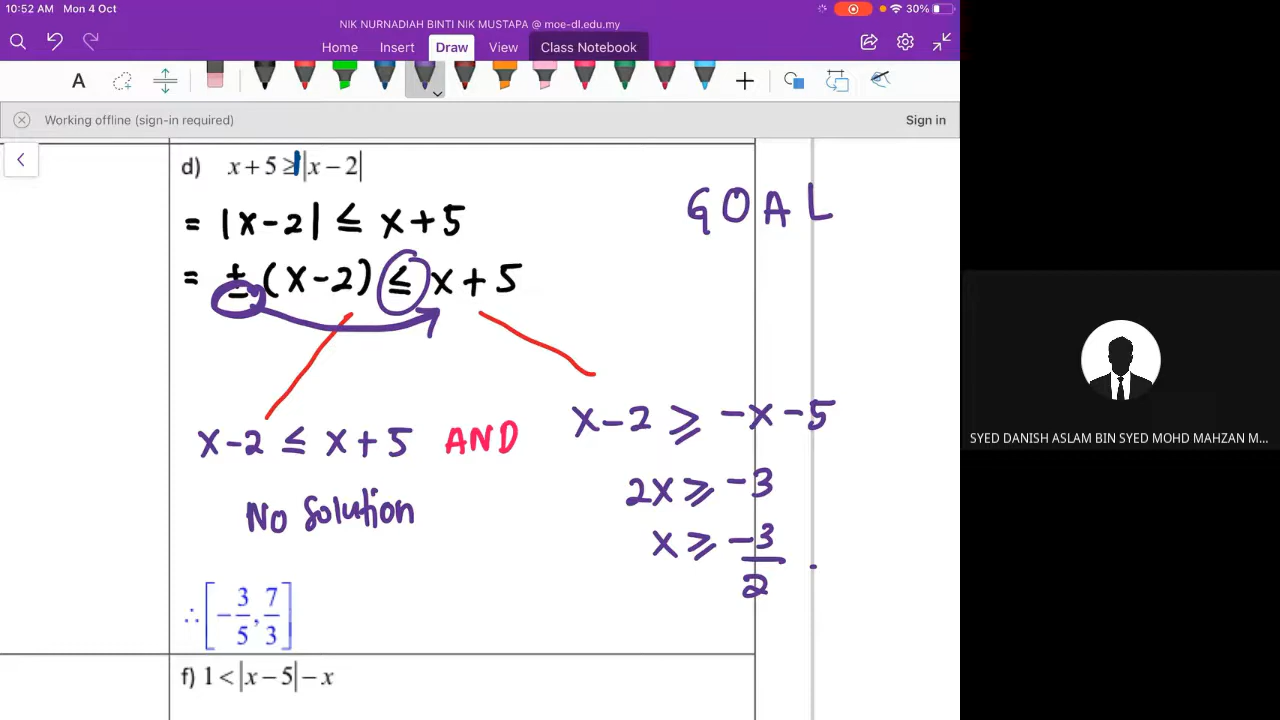 10:52 AM Mon 4 Oct
30%
NIK NURNADIAH BINTI NIK MUSTAPA @ moe-dl.edu.my
Home Insert Draw View Class Notebook
A
Working offline (sign-in required) Sign in
d) x + 5 ≥ |x − 2|
GOAL
= |x-2| ≤ x+5
= ± (x-2) ≤ x+5
x-2 ≤ x+5 AND x-2 ≥ -x-5
No Solution
2x ≥ -3
x ≥ -3/2
∴ [−3/5, 7/3]
f) 1 < |x − 5| − x
SYED DANISH ASLAM BIN SYED MOHD MAHZAN M...